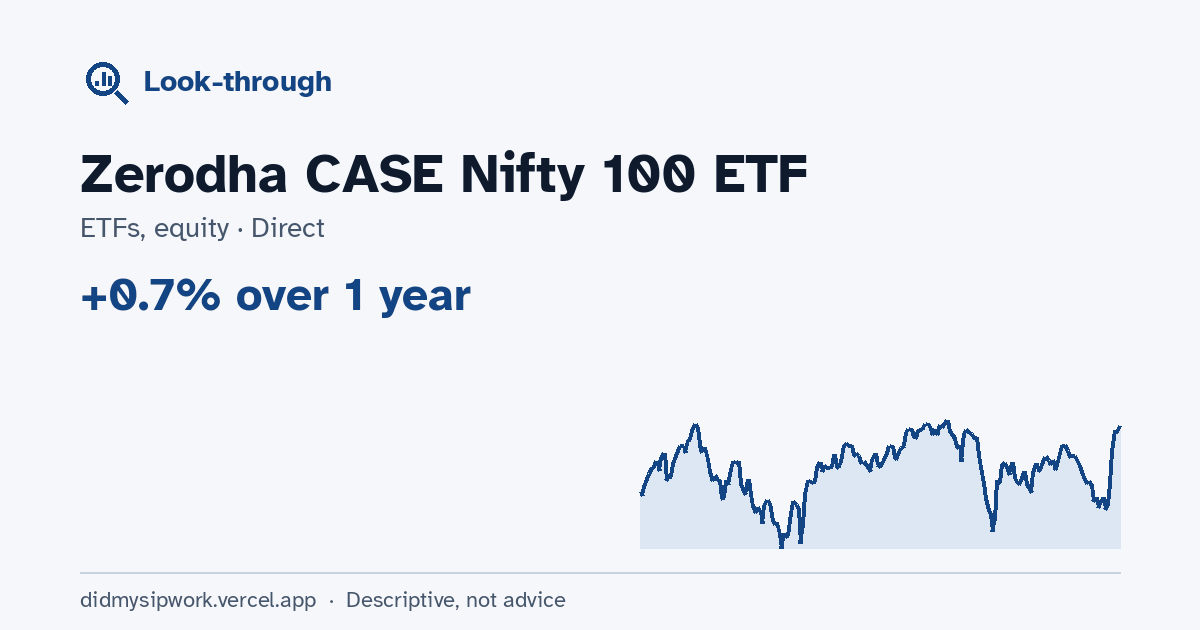 Look-through
Zerodha CASE Nifty 100 ETF
ETFs, equity · Direct
+0.7% over 1 year
didmysipwork.vercel.app · Descriptive, not advice